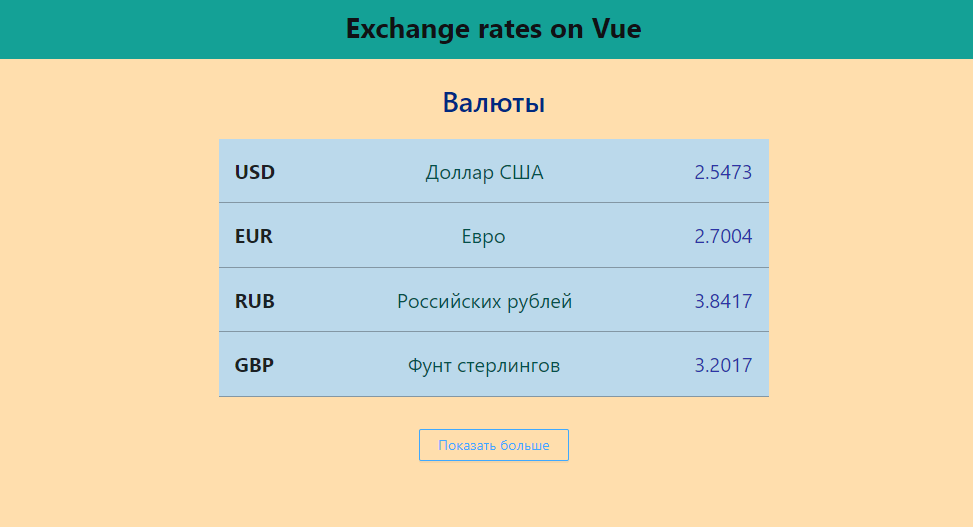 Exchange rates on Vue
Валюты
USD Доллар США 2.5473
EUR Евро 2.7004
RUB Российских рублей 3.8417
GBP Фунт стерлингов 3.2017
Показать больше